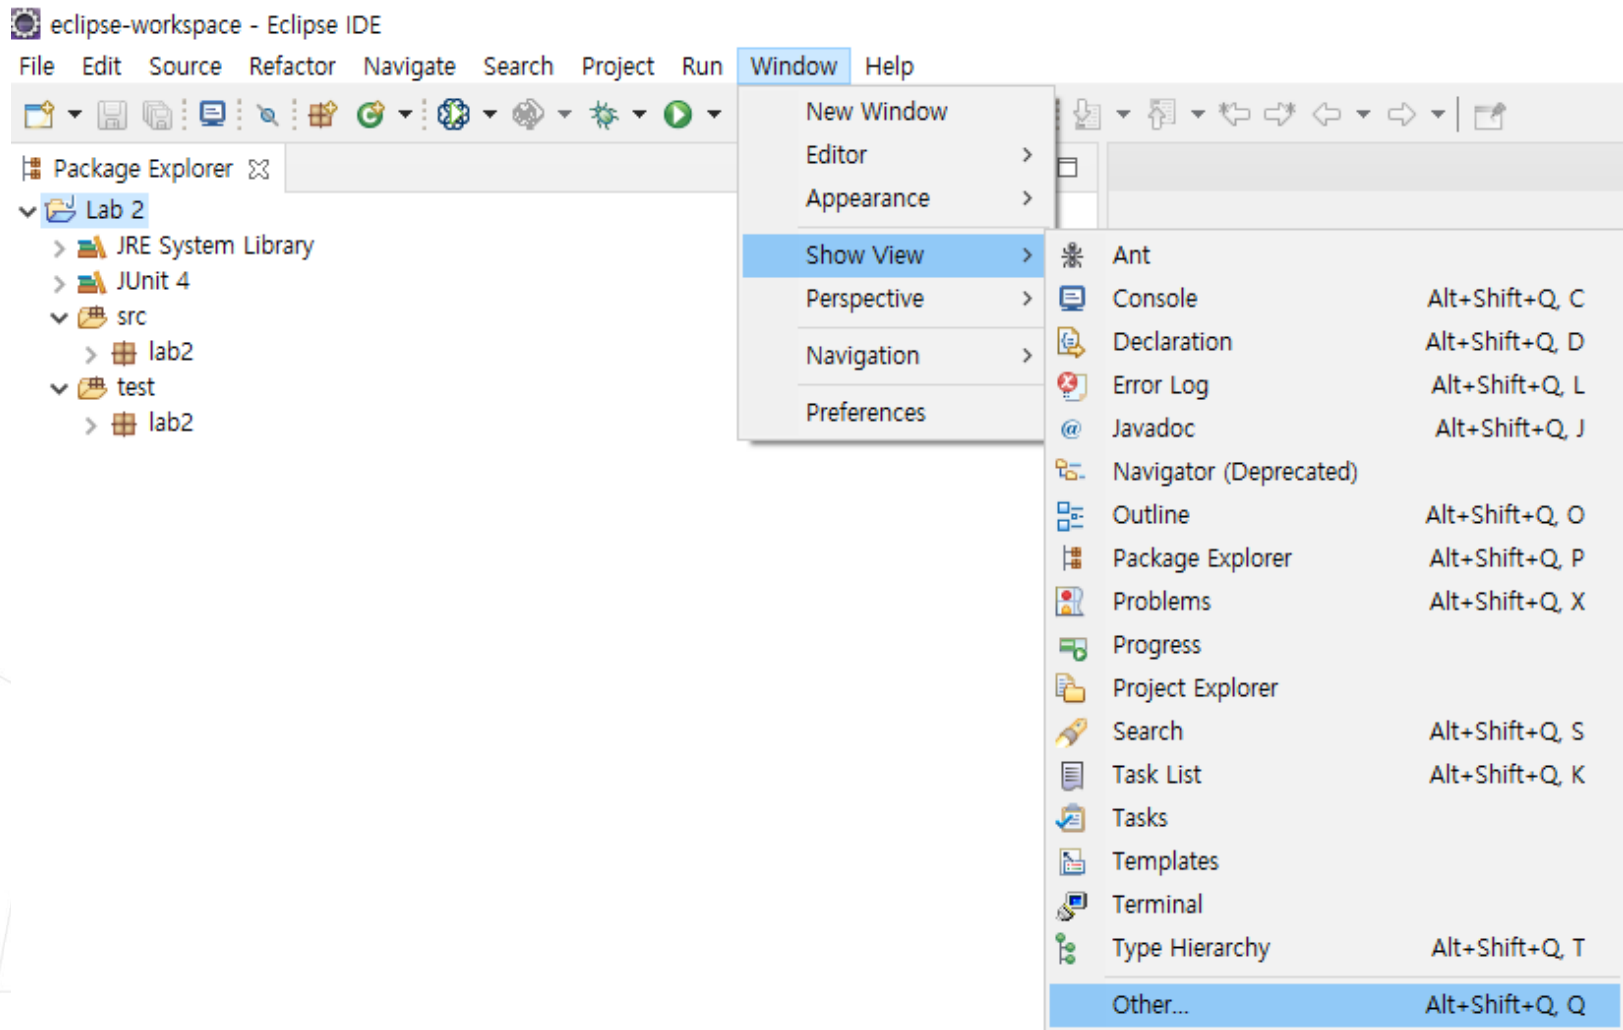 eclipse-workspace - Eclipse IDE
File Edit Source Refactor Navigate Search Project Run Window Help
Package Explorer
Lab 2
JRE System Library
JUnit 4
src
lab2
test
lab2
New Window
Editor
Appearance
Show View
Perspective
Navigation
Preferences
Ant
Console Alt+Shift+Q, C
Declaration Alt+Shift+Q, D
Error Log Alt+Shift+Q, L
Javadoc Alt+Shift+Q, J
Navigator (Deprecated)
Outline Alt+Shift+Q, O
Package Explorer Alt+Shift+Q, P
Problems Alt+Shift+Q, X
Progress
Project Explorer
Search Alt+Shift+Q, S
Task List Alt+Shift+Q, K
Tasks
Templates
Terminal
Type Hierarchy Alt+Shift+Q, T
Other... Alt+Shift+Q, Q